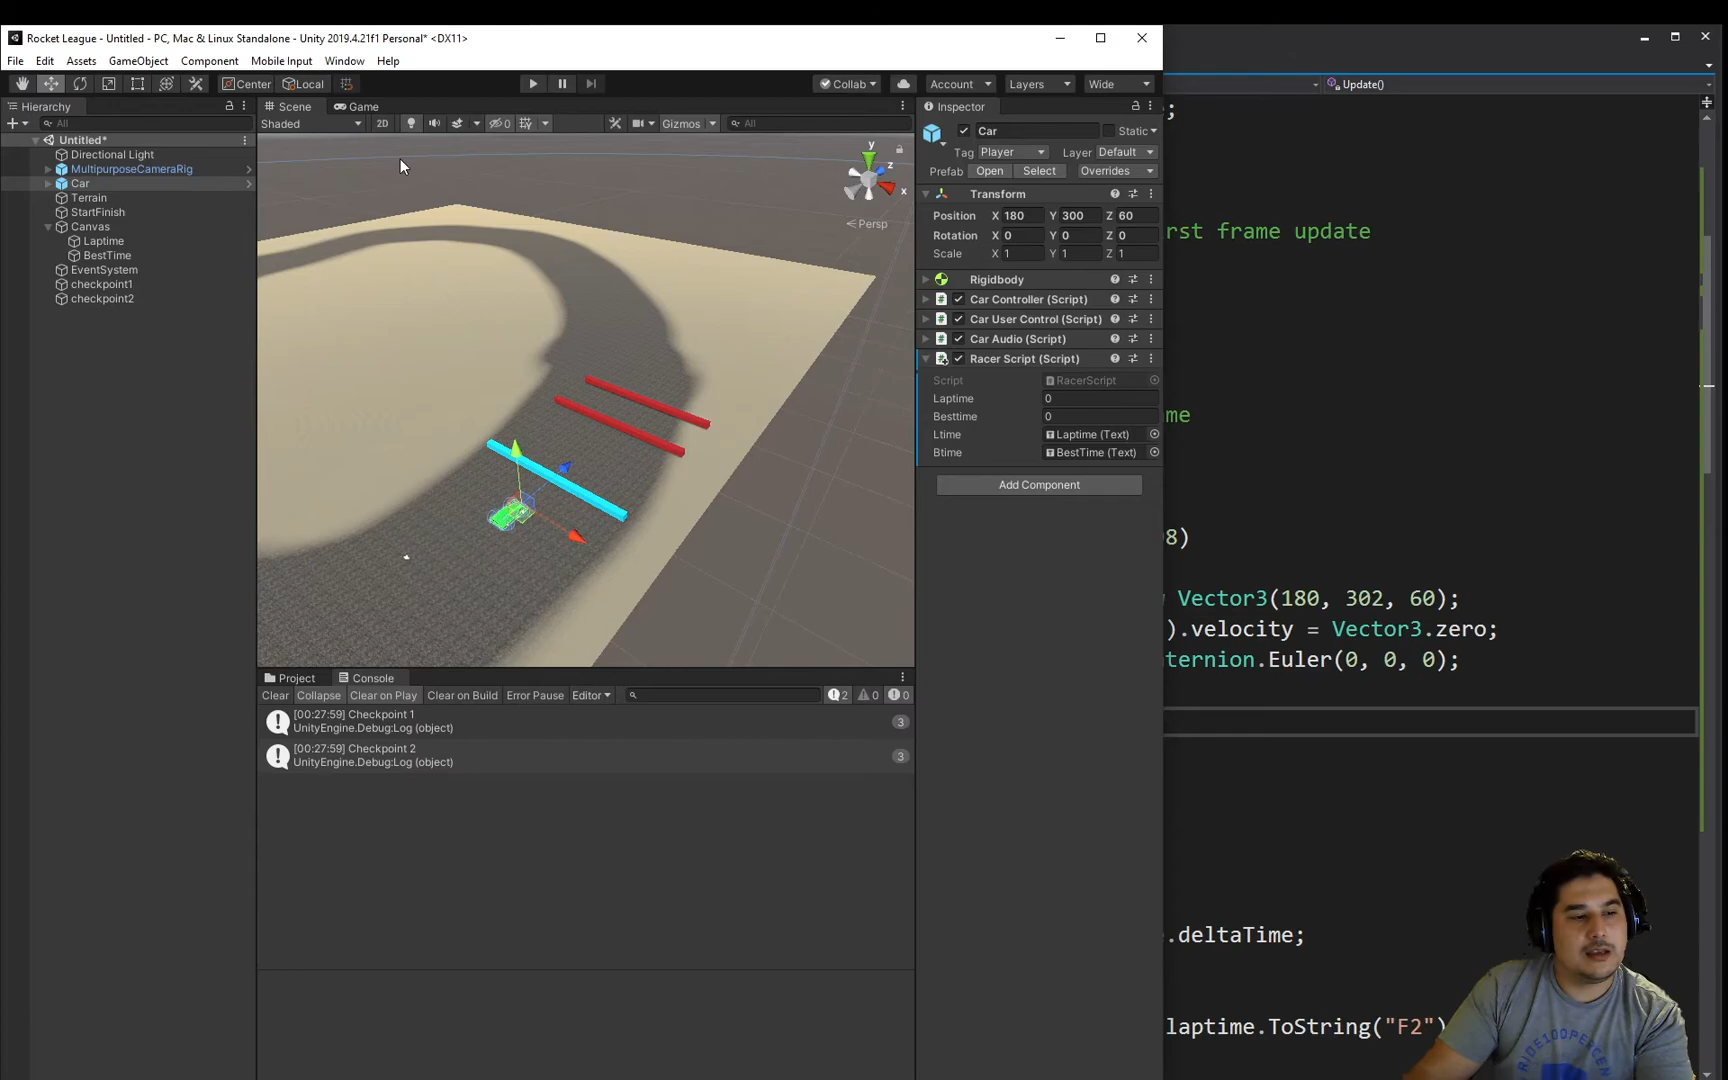 Rocket League - Untitled - PC, Mac & Linux Standalone - Unity 2019.4.21f1 Personal* <DX11>
File Edit Assets GameObject Component Mobile Input Window Help
Center Local Collab Account Layers Wide
Hierarchy
All
Untitled*
Directional Light
MultipurposeCameraRig
Car
Terrain
StartFinish
Canvas
Laptime
BestTime
EventSystem
checkpoint1
checkpoint2
Scene Game
Shaded 2D 0 Gizmos All
y
z
x
Persp
Project Console
Clear Collapse Clear on Play Clear on Build Error Pause Editor 2 0 0
[00:27:59] Checkpoint 1
UnityEngine.Debug:Log (object)
3
[00:27:59] Checkpoint 2
UnityEngine.Debug:Log (object)
3
Inspector
Car Static
Tag Player Layer Default
Prefab Open Select Overrides
Transform
Position X 180 Y 300 Z 60
Rotation X 0 Y 0 Z 0
Scale X 1 Y 1 Z 1
Rigidbody
Car Controller (Script)
Car User Control (Script)
Car Audio (Script)
Racer Script (Script)
Script RacerScript
Laptime 0
Besttime 0
Ltime Laptime (Text)
Btime BestTime (Text)
Add Component
Update()
;
rst frame update
me
8)
Vector3(180, 302, 60);
).velocity = Vector3.zero;
ternion.Euler(0, 0, 0);
.deltaTime;
laptime.ToString("F2")